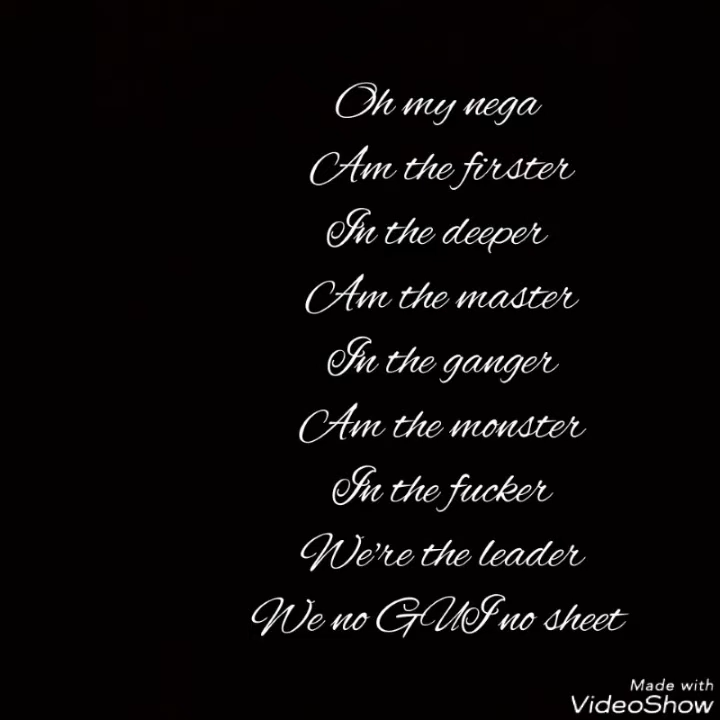 Oh my nega
Am the firster
In the deeper
Am the master
In the ganger
Am the monster
In the fucker
We're the leader
We no GUI no sheet
Made with
VideoShow